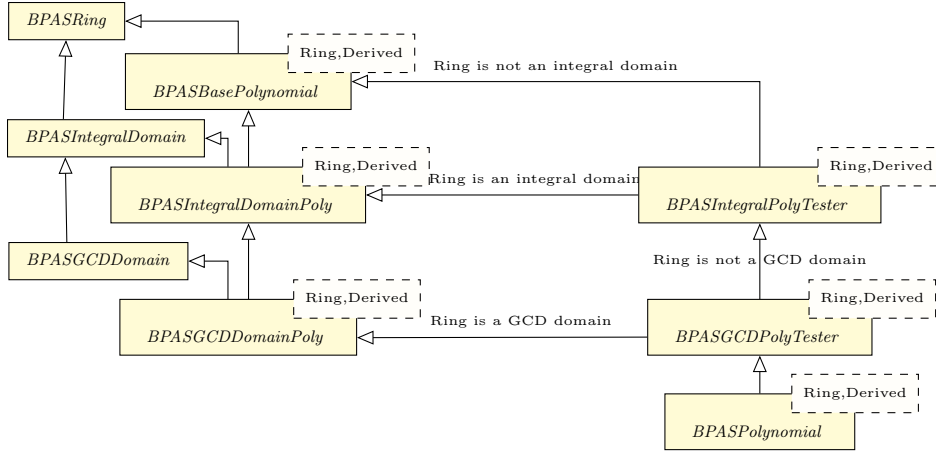 BPASRing
Ring,Derived
BPASBasePolynomial
Ring is not an integral domain
BPASIntegralDomain
Ring,Derived
BPASIntegralDomainPoly
Ring is an integral domain
Ring,Derived
BPASIntegralPolyTester
BPASGCDDomain
Ring is not a GCD domain
Ring,Derived
BPASGCDDomainPoly
Ring is a GCD domain
Ring,Derived
BPASGCDPolyTester
Ring,Derived
BPASPolynomial